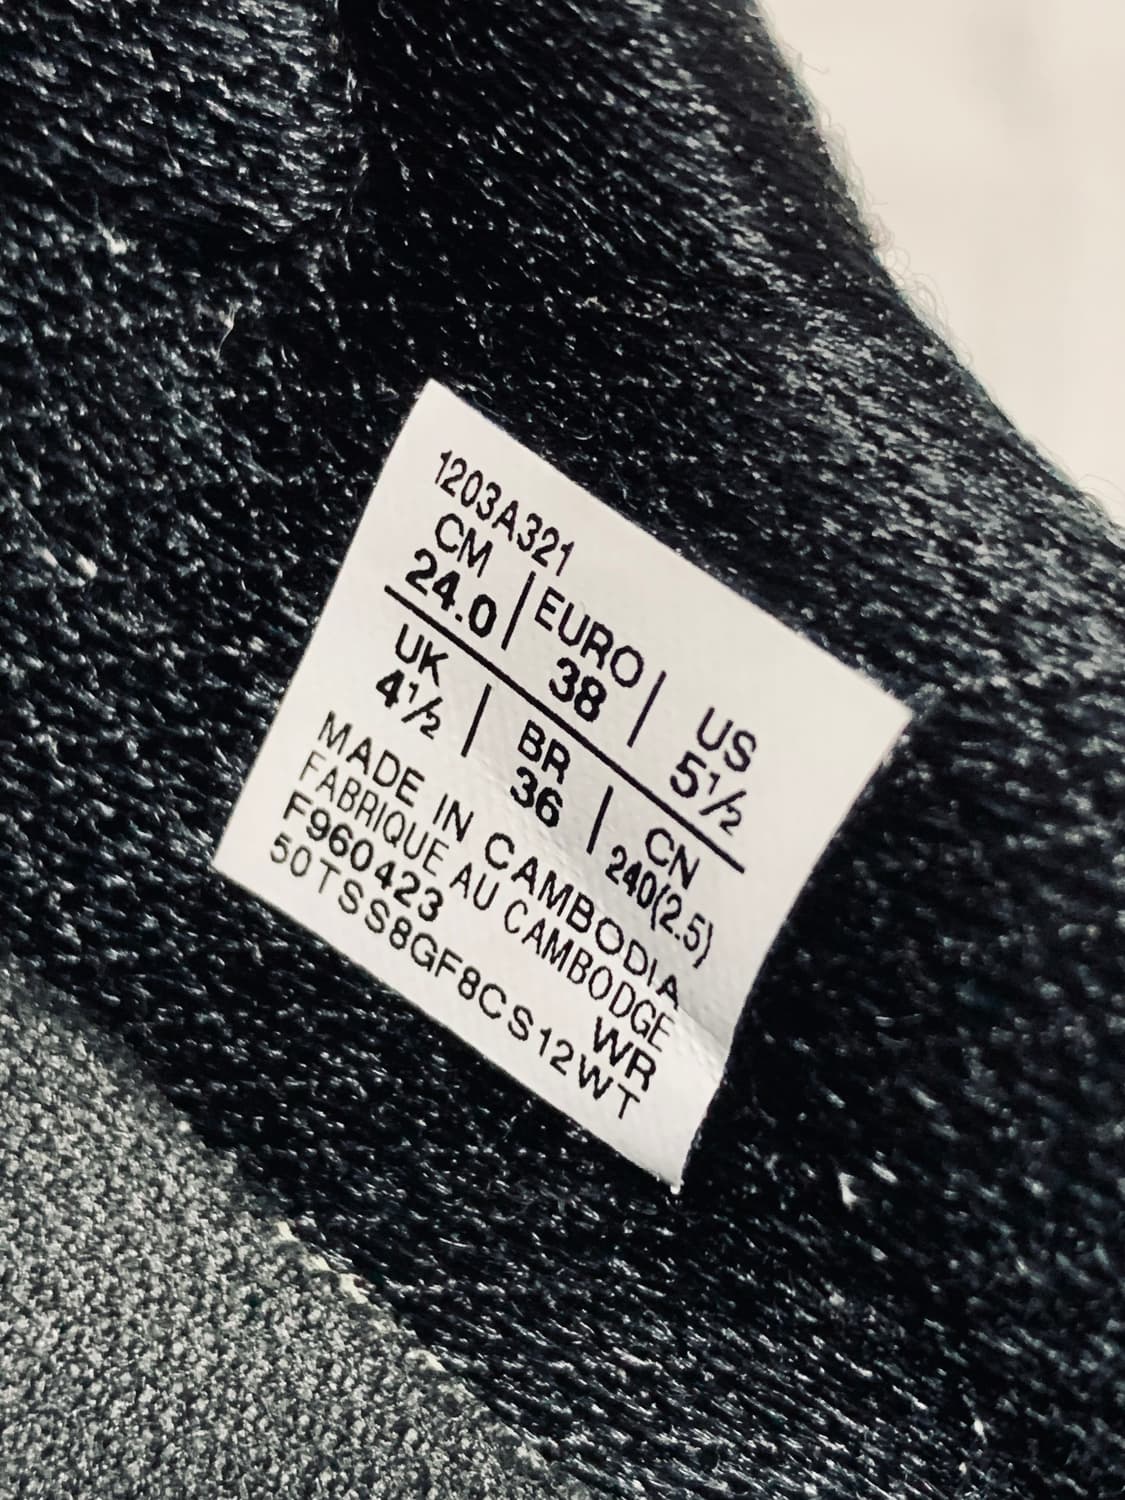 1203A321
CM | EURO | US
24.0 | 38 | 5½
UK | BR | CN
4½ | 36 | 240(2.5)
MADE IN CAMBODIA
FABRIQUE AU CAMBODGE
F960423 WR
50TSS8GF8CS12WT